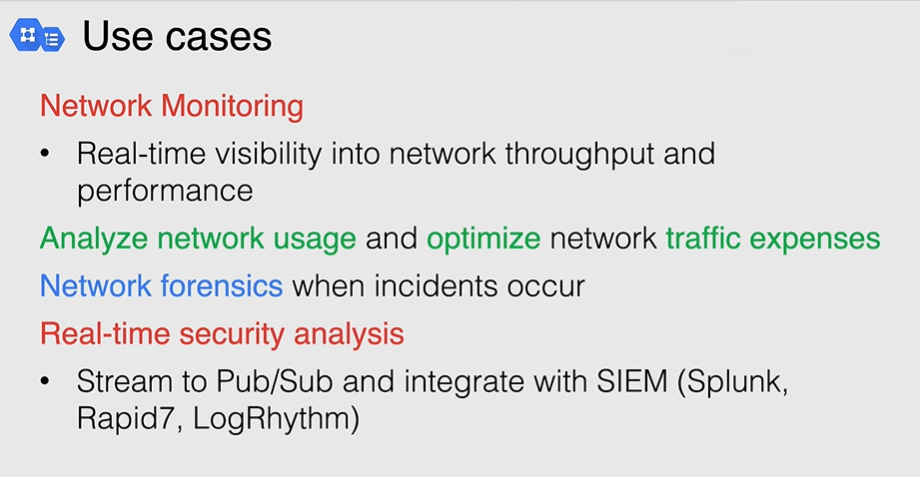 Use cases
Network Monitoring
• Real-time visibility into network throughput and
performance
Analyze network usage and optimize network traffic expenses
Network forensics when incidents occur
Real-time security analysis
• Stream to Pub/Sub and integrate with SIEM (Splunk,
Rapid7, LogRhythm)